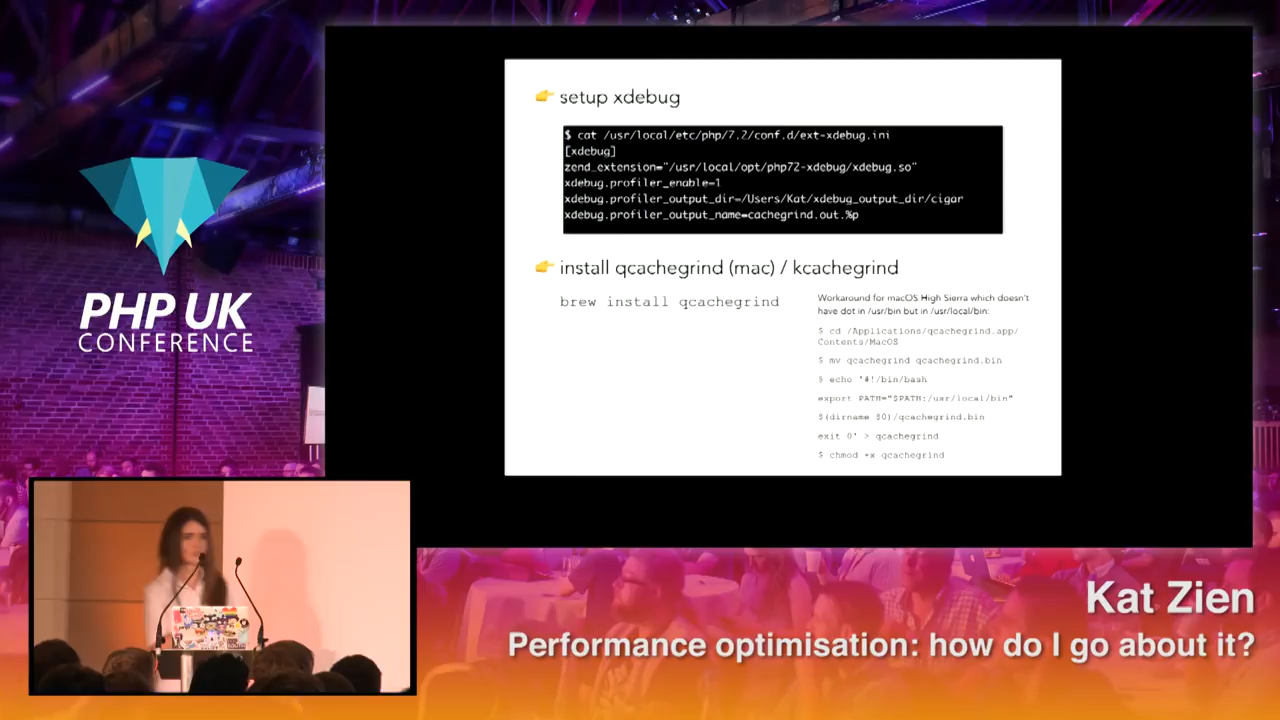 setup xdebug
$ cat /usr/local/etc/php/7.2/conf.d/ext-xdebug.ini
[xdebug]
zend_extension="/usr/local/opt/php72-xdebug/xdebug.so"
xdebug.profiler_enable=1
xdebug.profiler_output_dir=/Users/Kat/xdebug_output_dir/cigar
xdebug.profiler_output_name=cachegrind.out.%p
install qcachegrind (mac) / kcachegrind
brew install qcachegrind
Workaround for macOS High Sierra which doesn't
have dot in /usr/bin but in /usr/local/bin:
$ cd /Applications/qcachegrind.app/
Contents/MacOS
$ mv qcachegrind qcachegrind.bin
$ echo '#!/bin/bash
export PATH="$PATH:/usr/local/bin"
$(dirname $0)/qcachegrind.bin
exit 0' > qcachegrind
$ chmod +x qcachegrind
PHP UK
CONFERENCE
Kat Zien
Performance optimisation: how do I go about it?